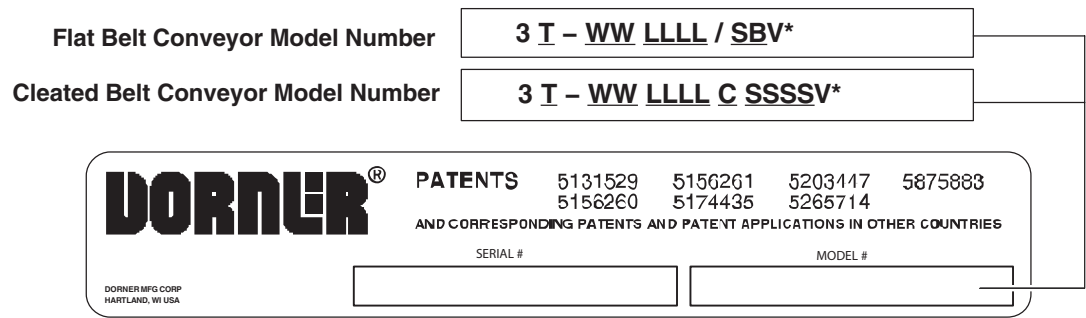 Flat Belt Conveyor Model Number
3 T – WW LLLL / SBV*
Cleated Belt Conveyor Model Number
3 T – WW LLLL C SSSSV*
DORNER®
PATENTS 5131529 5156261 5203447 5875883
5156260 5174435 5265714
AND CORRESPONDING PATENTS AND PATENT APPLICATIONS IN OTHER COUNTRIES
SERIAL # MODEL #
DORNER MFG CORP
HARTLAND, WI USA